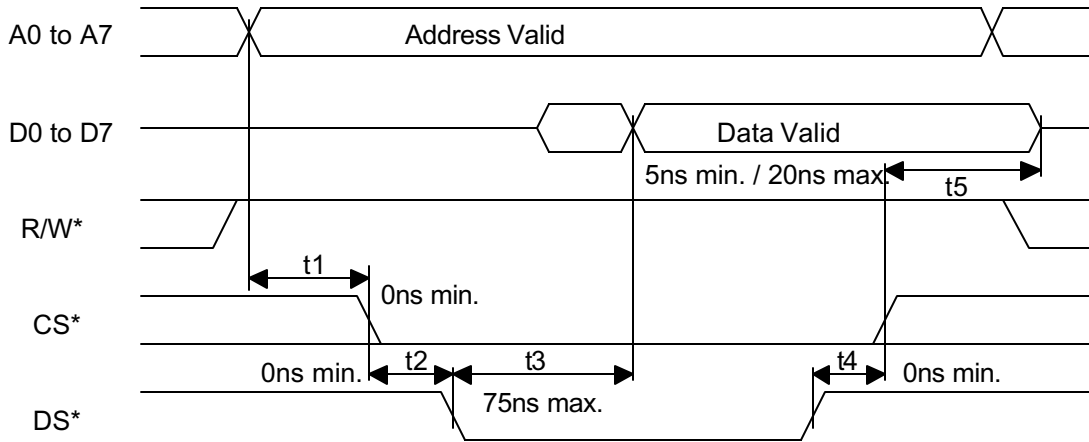 A0 to A7
Address Valid
D0 to D7
Data Valid
5ns min. / 20ns max.
t5
R/W*
t1
0ns min.
CS*
0ns min.
t2
t3
t4
0ns min.
75ns max.
DS*